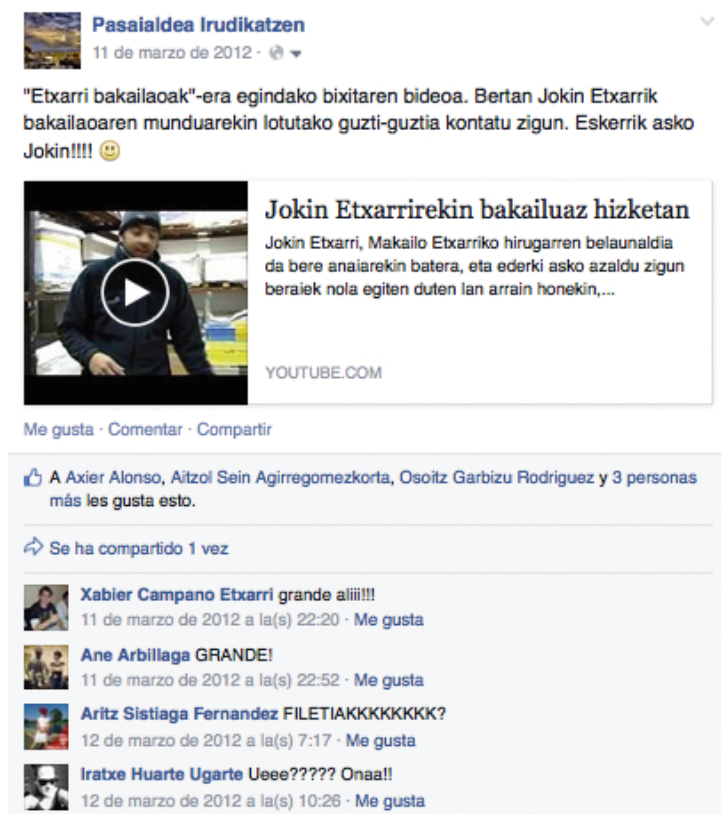 Pasaialdea Irudikatzen
11 de marzo de 2012 ·
"Etxarri bakailaoak"-era egindako bixitaren bideoa. Bertan Jokin Etxarrik
bakailaoaren munduarekin lotutako guzti-guztia kontatu zigun. Eskerrik asko
Jokin!!!! 🙂
Jokin Etxarrirekin bakailuaz hizketan
Jokin Etxarri, Makailo Etxarriko hirugarren belaunaldia
da bere anaiarekin batera, eta ederki asko azaldu zigun
beraiek nola egiten duten lan arrain honekin,...
YOUTUBE.COM
Me gusta · Comentar · Compartir
A Axier Alonso, Aitzol Sein Agirregomezkorta, Osoitz Garbizu Rodriguez y 3 personas
más les gusta esto.
Se ha compartido 1 vez
Xabier Campano Etxarri grande aliii!!!
11 de marzo de 2012 a la(s) 22:20 · Me gusta
Ane Arbillaga GRANDE!
11 de marzo de 2012 a la(s) 22:52 · Me gusta
Aritz Sistiaga Fernandez FILETIAKKKKKKKK?
12 de marzo de 2012 a la(s) 7:17 · Me gusta
Iratxe Huarte Ugarte Ueee????? Onaa!!
12 de marzo de 2012 a la(s) 10:26 · Me gusta